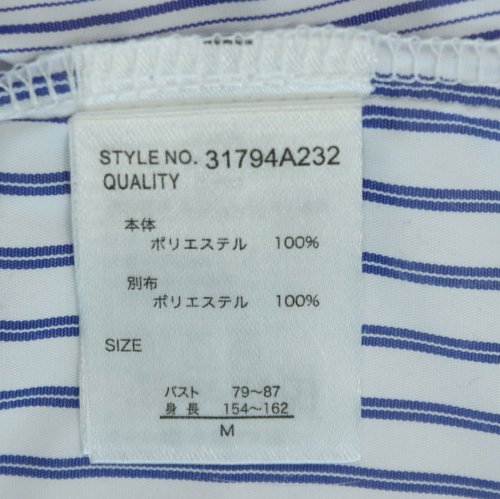 STYLE NO. 31794A232
QUALITY
本体
ポリエステル 100%
別布
ポリエステル 100%
SIZE
バスト 79~87
身長 154~162
M